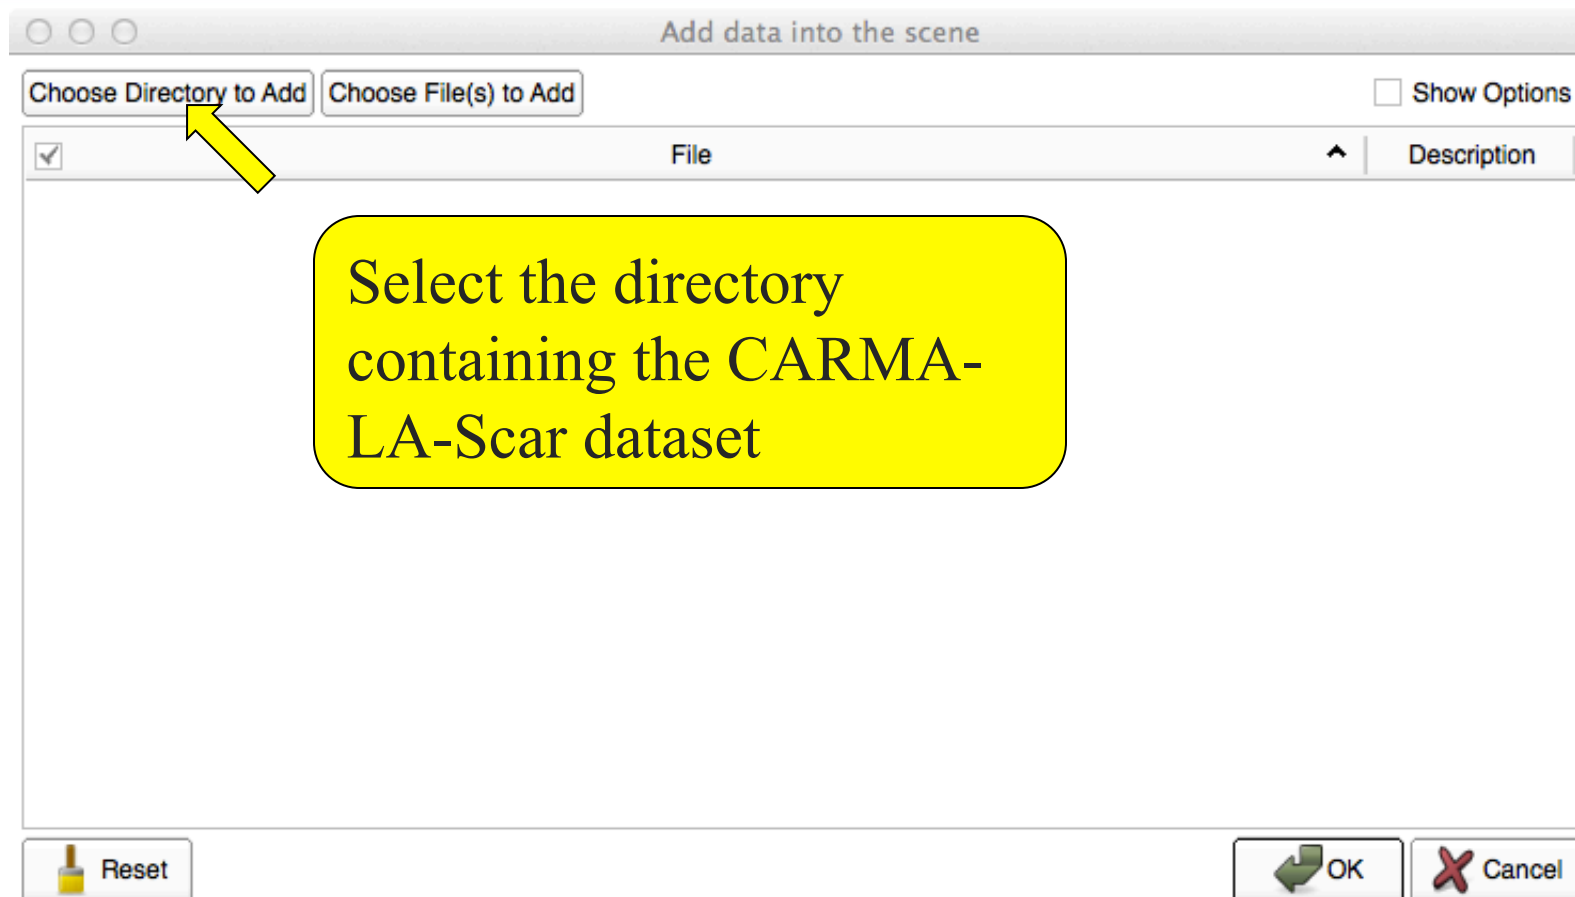 Add data into the scene
Choose Directory to Add Choose File(s) to Add Show Options
File Description
Select the directory
containing the CARMA-
LA-Scar dataset
Reset OK Cancel